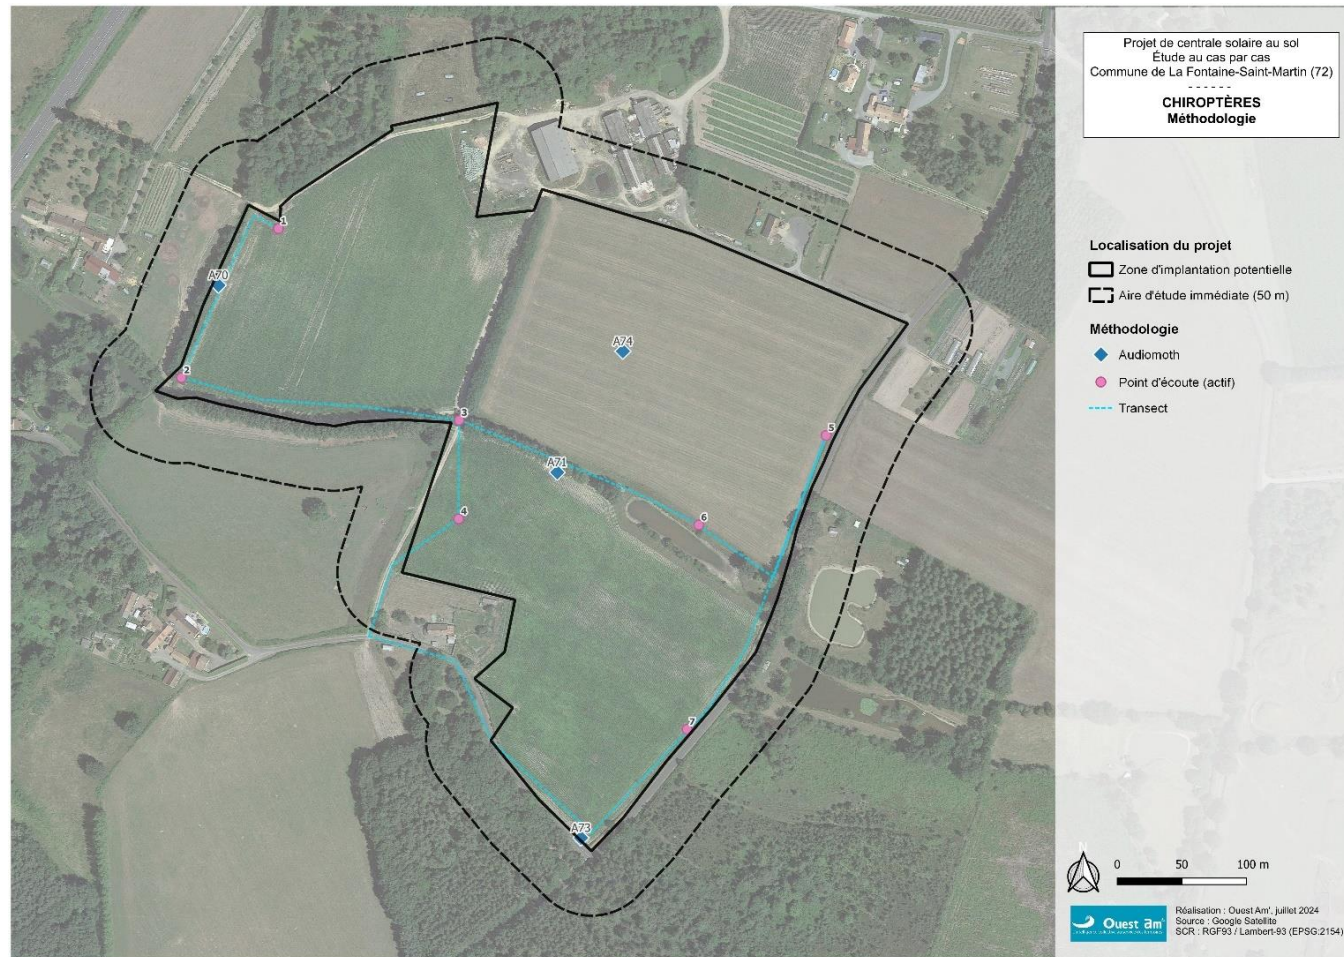 Projet de centrale solaire au sol
Étude au cas par cas
Commune de La Fontaine-Saint-Martin (72)
- - - - - -
CHIROPTÈRES
Méthodologie
Localisation du projet
Zone d'implantation potentielle
Aire d'étude immédiate (50 m)
Méthodologie
Audiomoth
Point d'écoute (actif)
Transect
1
A70
2
A74
3
5
A71
4
6
7
A73
N
0 50 100 m
Ouest am'
Réalisation : Ouest Am', juillet 2024
Source : Google Satellite
SCR : RGF93 / Lambert-93 (EPSG:2154)